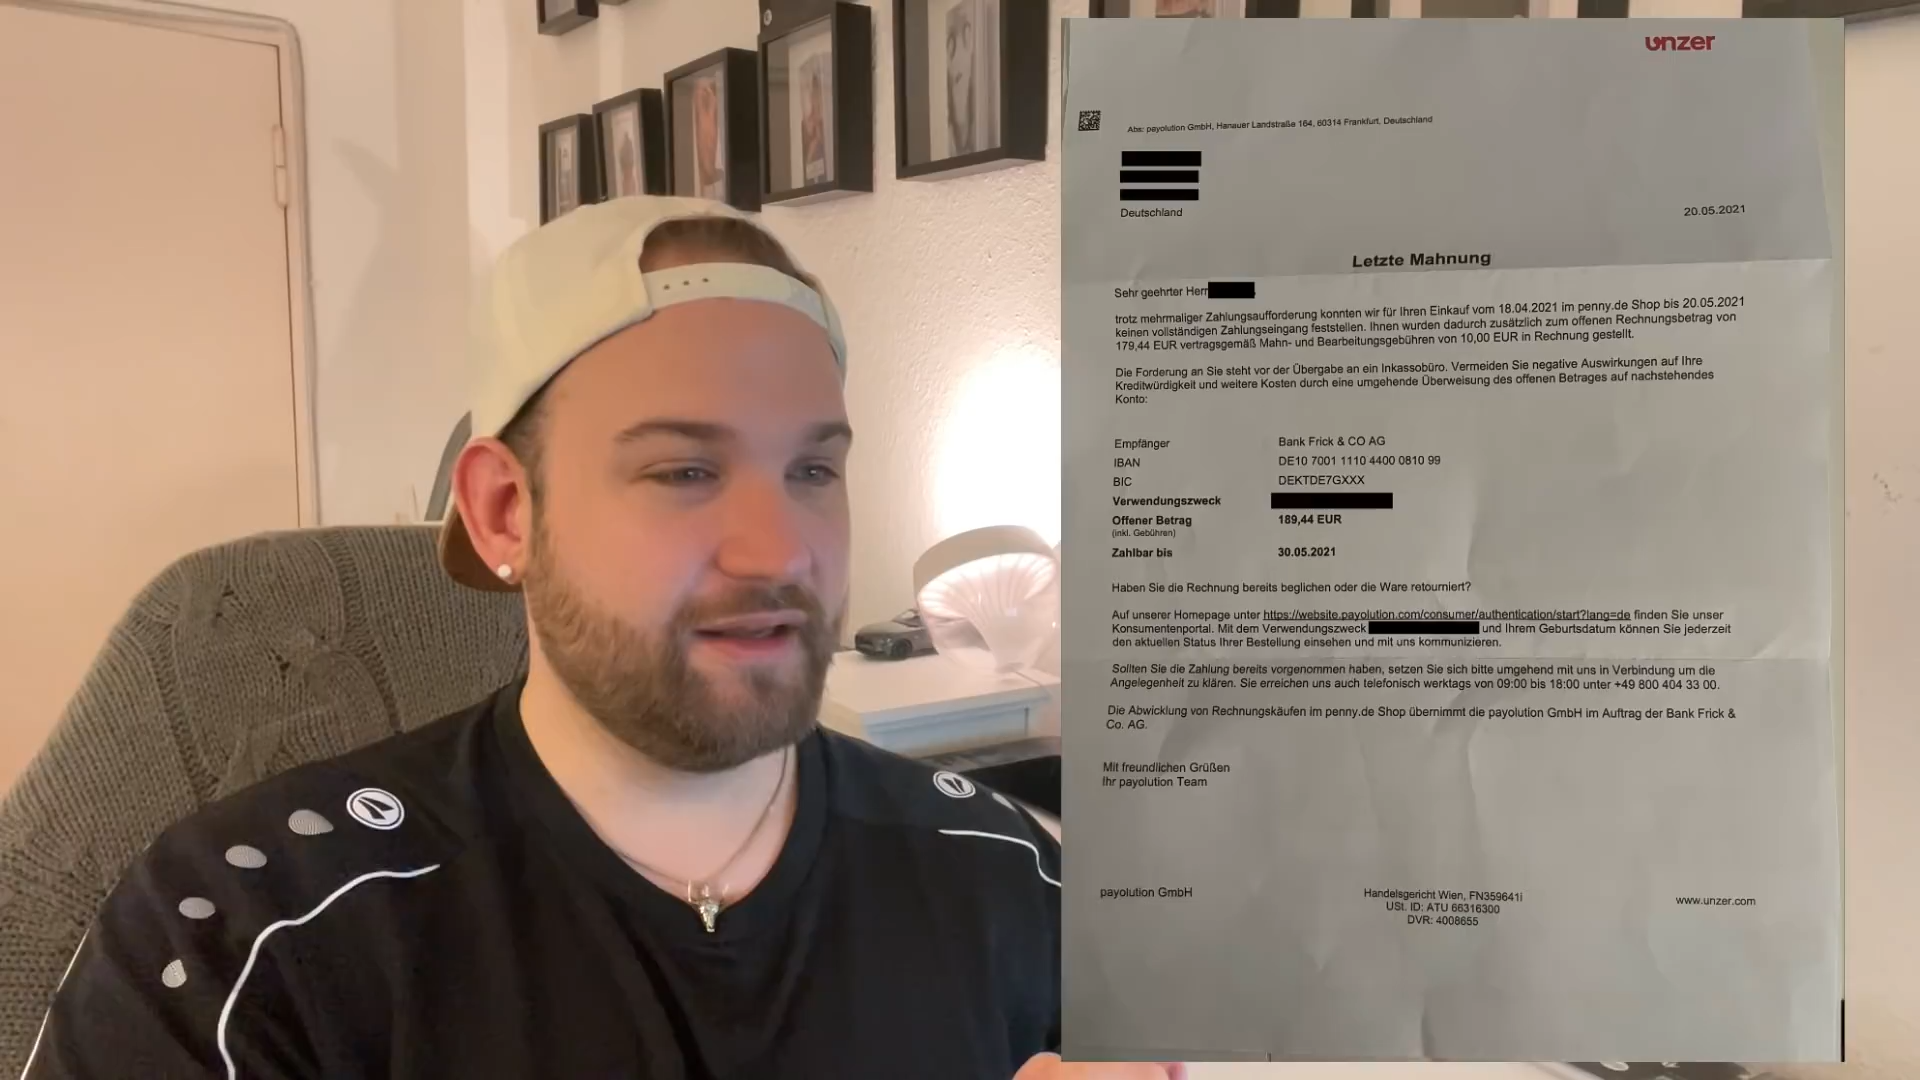 unzer
Abs: payolution GmbH, Hanauer Landstraße 164, 60314 Frankfurt, Deutschland
Deutschland
20.05.2021
Letzte Mahnung
Sehr geehrter Herr
trotz mehrmaliger Zahlungsaufforderung konnten wir für Ihren Einkauf vom 18.04.2021 im penny.de Shop bis 20.05.2021
keinen vollständigen Zahlungseingang feststellen. Ihnen wurden dadurch zusätzlich zum offenen Rechnungsbetrag von
179,44 EUR vertragsgemäß Mahn- und Bearbeitungsgebühren von 10,00 EUR in Rechnung gestellt.
Die Forderung an Sie steht vor der Übergabe an ein Inkassobüro. Vermeiden Sie negative Auswirkungen auf Ihre
Kreditwürdigkeit und weitere Kosten durch eine umgehende Überweisung des offenen Betrages auf nachstehendes
Konto:
Empfänger Bank Frick & CO AG
IBAN DE10 7001 1110 4400 0810 99
BIC DEKTDE7GXXX
Verwendungszweck
Offener Betrag 189,44 EUR
(inkl. Gebühren)
Zahlbar bis 30.05.2021
Haben Sie die Rechnung bereits beglichen oder die Ware retourniert?
Auf unserer Homepage unter https://website.payolution.com/consumer/authentication/start?lang=de finden Sie unser
Konsumentenportal. Mit dem Verwendungszweck und Ihrem Geburtsdatum können Sie jederzeit
den aktuellen Status Ihrer Bestellung einsehen und mit uns kommunizieren.
Sollten Sie die Zahlung bereits vorgenommen haben, setzen Sie sich bitte umgehend mit uns in Verbindung um die
Angelegenheit zu klären. Sie erreichen uns auch telefonisch werktags von 09:00 bis 18:00 unter +49 800 404 33 00.
Die Abwicklung von Rechnungskäufen im penny.de Shop übernimmt die payolution GmbH im Auftrag der Bank Frick &
Co. AG.
Mit freundlichen Grüßen
Ihr payolution Team
payolution GmbH
Handelsgericht Wien, FN359641i
USt. ID: ATU 66316300
DVR: 4008655
www.unzer.com